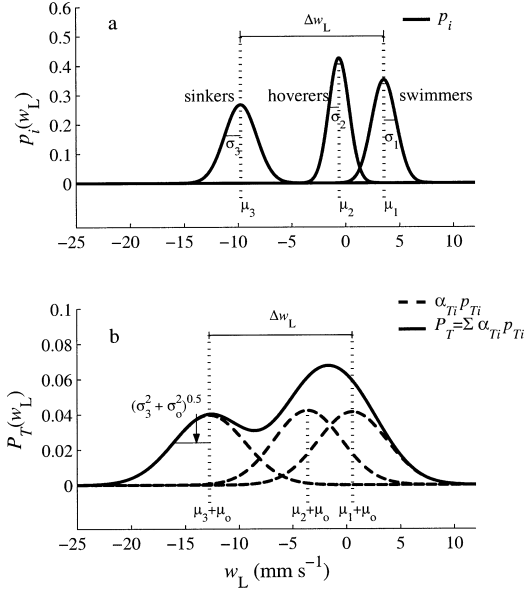 a
p_i
Δw_L
sinkers hoverers swimmers
σ_3 σ_2 σ_1
μ_3 μ_2 μ_1
p_i(w_L)
0.6
0.5
0.4
0.3
0.2
0.1
0
−25 −20 −15 −10 −5 0 5 10
b
α_Ti p_Ti
P_T=Σ α_Ti p_Ti
Δw_L
(σ_3^2 + σ_o^2)^0.5
μ_3+μ_o μ_2+μ_o μ_1+μ_o
P_T(w_L)
0.1
0.08
0.06
0.04
0.02
0
−25 −20 −15 −10 −5 0 5 10
w_L (mm s^−1)